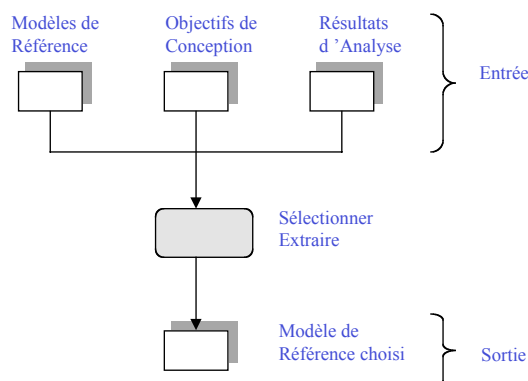 Modèles de
Référence
Objectifs de
Conception
Résultats
d ’Analyse
Entrée
Sélectionner
Extraire
Modèle de
Référence choisi
Sortie